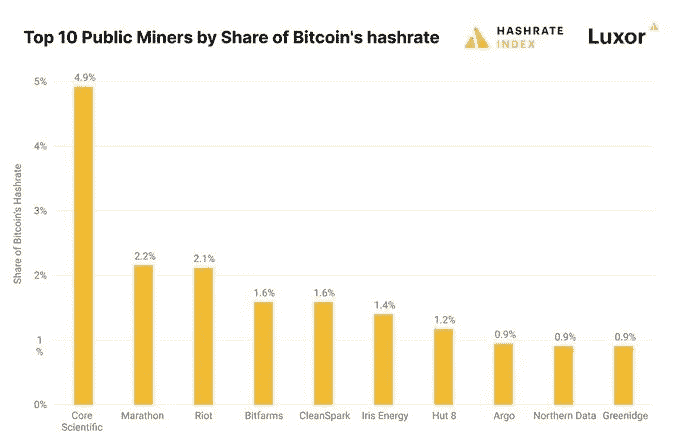 Top 10 Public Miners by Share of Bitcoin's hashrate
HASHRATE
INDEX
Luxor
Share of Bitcoin's Hashrate
5%
4%
3%
2%
1
%
0%
4.9%
2.2%
2.1%
1.6%
1.6%
1.4%
1.2%
0.9%
0.9%
0.9%
Core
Scientific
Marathon
Riot
Bitfarms
CleanSpark
Iris Energy
Hut 8
Argo
Northern Data
Greenidge